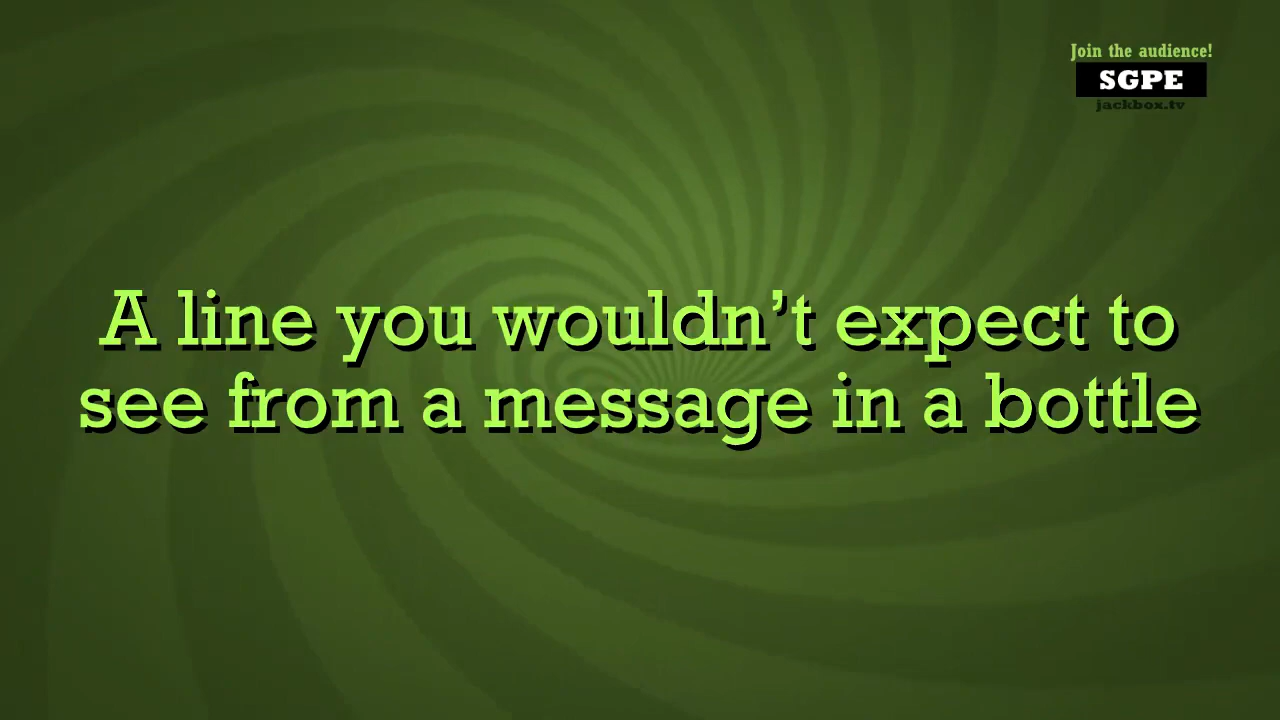 Join the audience!
SGPE
jackbox.tv
A line you wouldn’t expect to
see from a message in a bottle